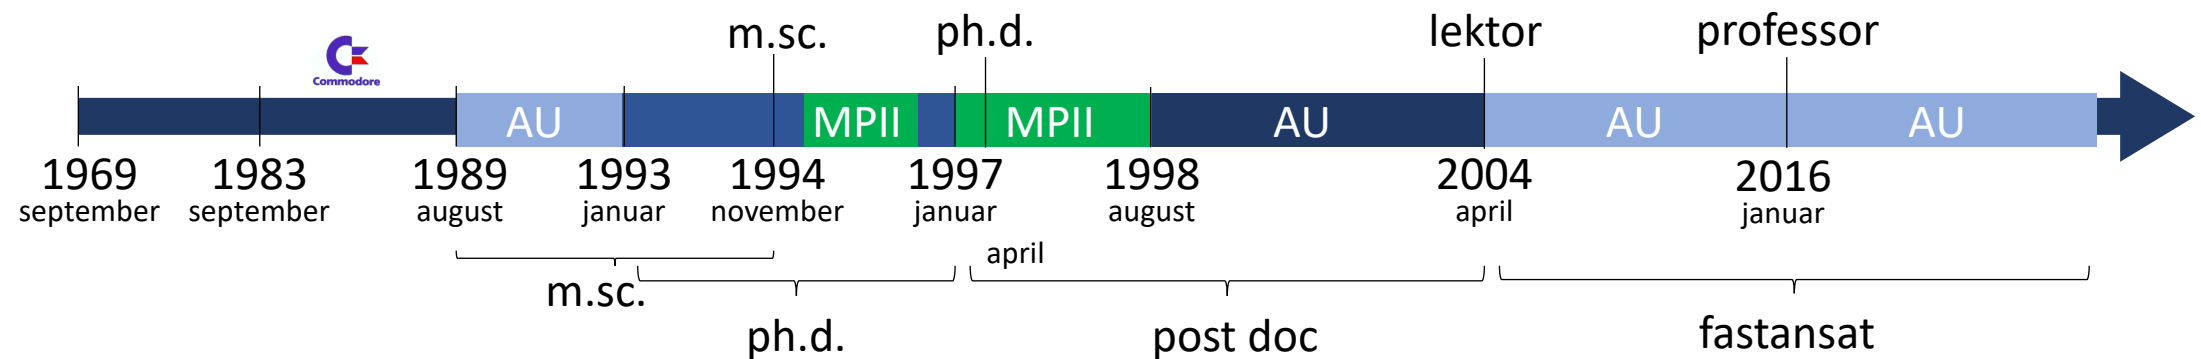 m.sc.
ph.d.
lektor
professor
Commodore
AU
MPII
MPII
AU
AU
AU
1969
september
1983
september
1989
august
1993
januar
1994
november
1997
januar
april
1998
august
2004
april
2016
januar
m.sc.
ph.d.
post doc
fastansat